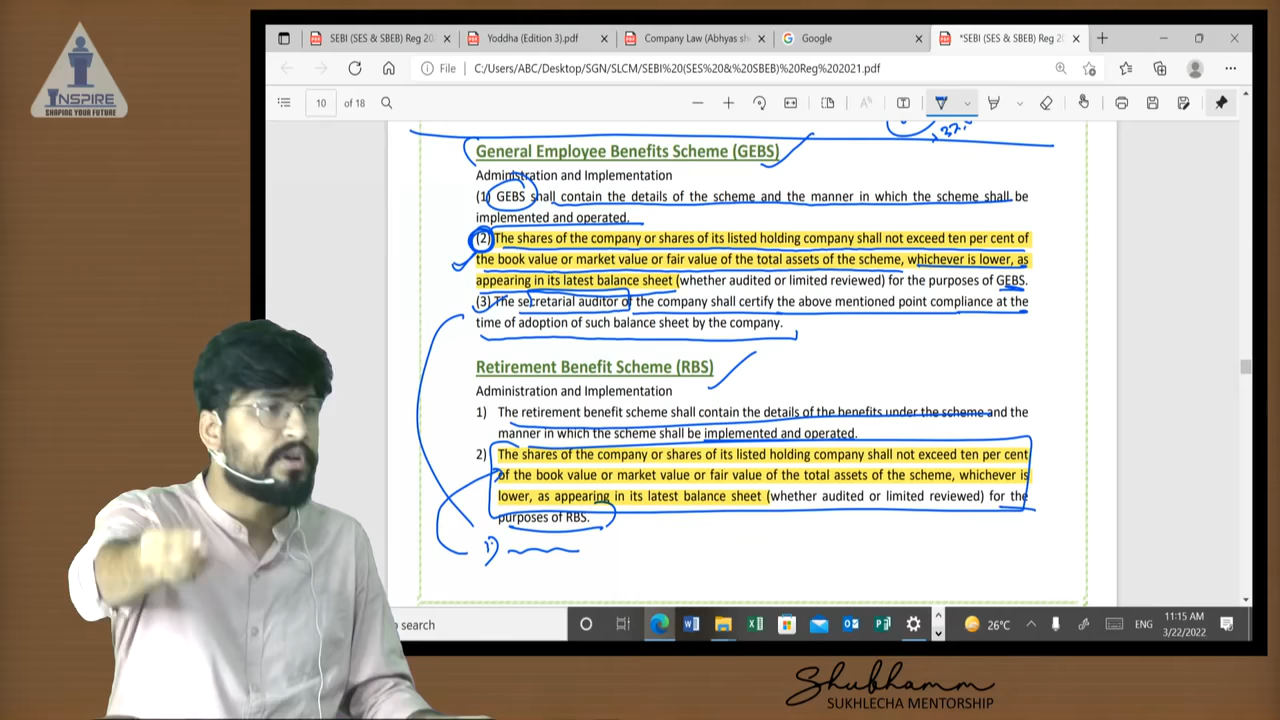 INSPIRE
SHAPING YOUR FUTURE
SEBI (SES & SBEB) Reg 20
Yoddha (Edition 3).pdf
Company Law (Abhyas sh
Google
*SEBI (SES & SBEB) Reg 2
File
C:/Users/ABC/Desktop/SGN/SLCM/SEBI%20(SES%20&%20SBEB)%20Reg%202021.pdf
10 of 18
General Employee Benefits Scheme (GEBS)
Administration and Implementation
(1) GEBS shall contain the details of the scheme and the manner in which the scheme shall be
implemented and operated.
(2) The shares of the company or shares of its listed holding company shall not exceed ten per cent of
the book value or market value or fair value of the total assets of the scheme, whichever is lower, as
appearing in its latest balance sheet (whether audited or limited reviewed) for the purposes of GEBS.
(3) The secretarial auditor of the company shall certify the above mentioned point compliance at the
time of adoption of such balance sheet by the company.
Retirement Benefit Scheme (RBS)
Administration and Implementation
1) The retirement benefit scheme shall contain the details of the benefits under the scheme and the
manner in which the scheme shall be implemented and operated.
2) The shares of the company or shares of its listed holding company shall not exceed ten per cent
of the book value or market value or fair value of the total assets of the scheme, whichever is
lower, as appearing in its latest balance sheet (whether audited or limited reviewed) for the
purposes of RBS.
search
26°C
ENG
11:15 AM
3/22/2022
Shubhamm
SUKHLECHA MENTORSHIP